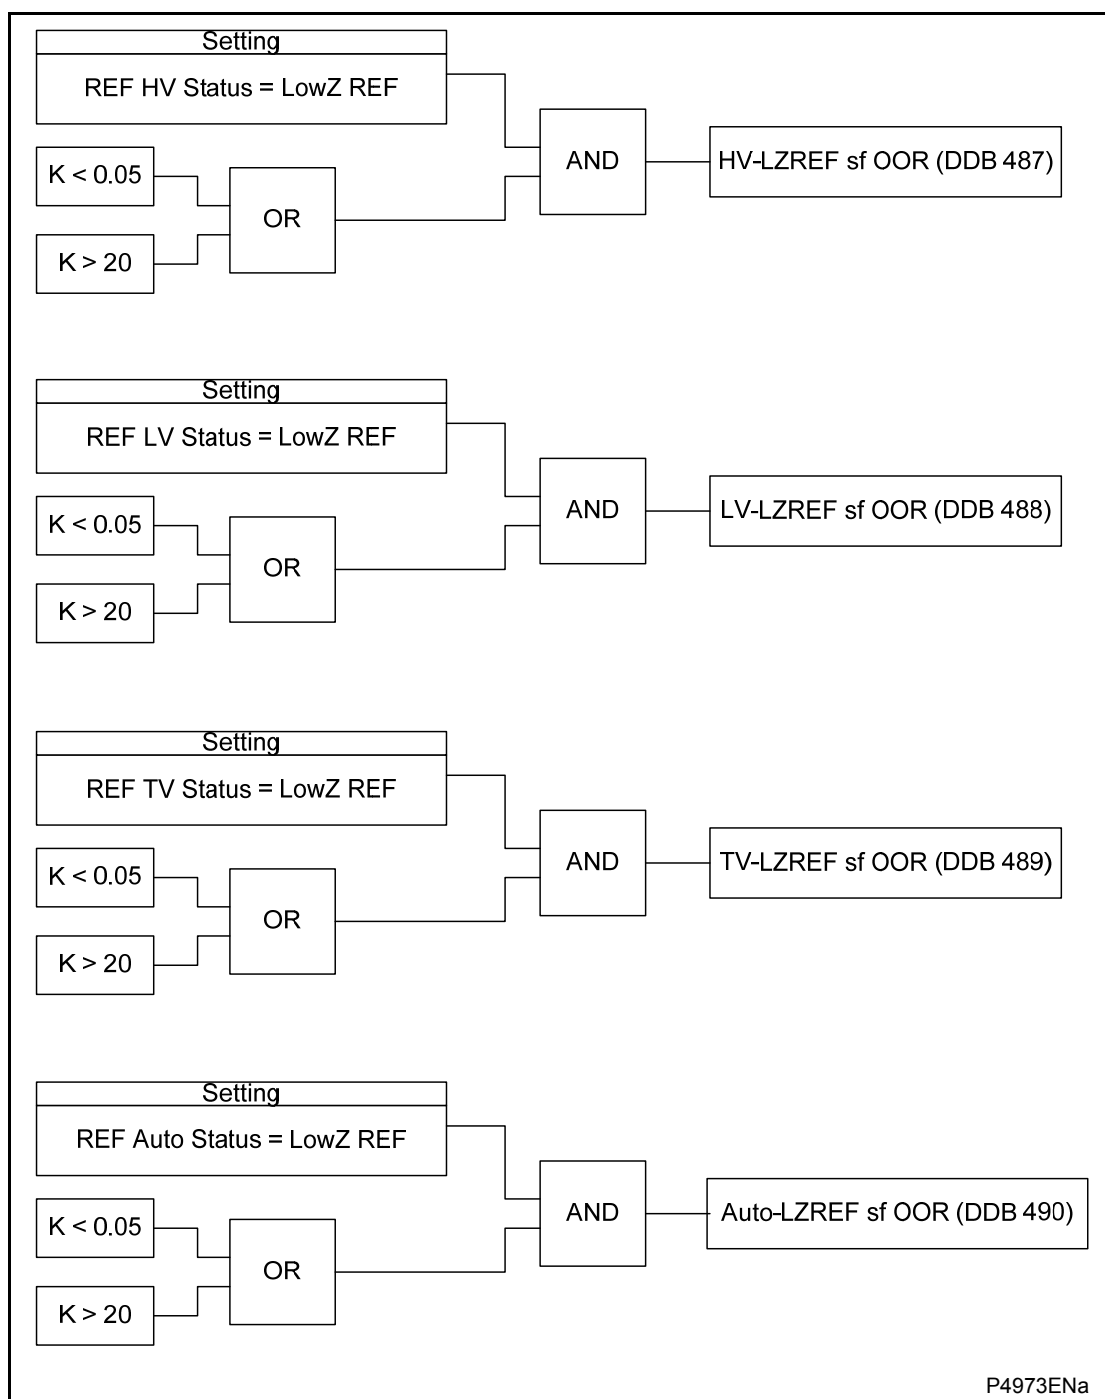 Setting
REF HV Status = LowZ REF
K < 0.05
K > 20
OR
AND
HV-LZREF sf OOR (DDB 487)
Setting
REF LV Status = LowZ REF
K < 0.05
K > 20
OR
AND
LV-LZREF sf OOR (DDB 488)
Setting
REF TV Status = LowZ REF
K < 0.05
K > 20
OR
AND
TV-LZREF sf OOR (DDB 489)
Setting
REF Auto Status = LowZ REF
K < 0.05
K > 20
OR
AND
Auto-LZREF sf OOR (DDB 490)
P4973ENa